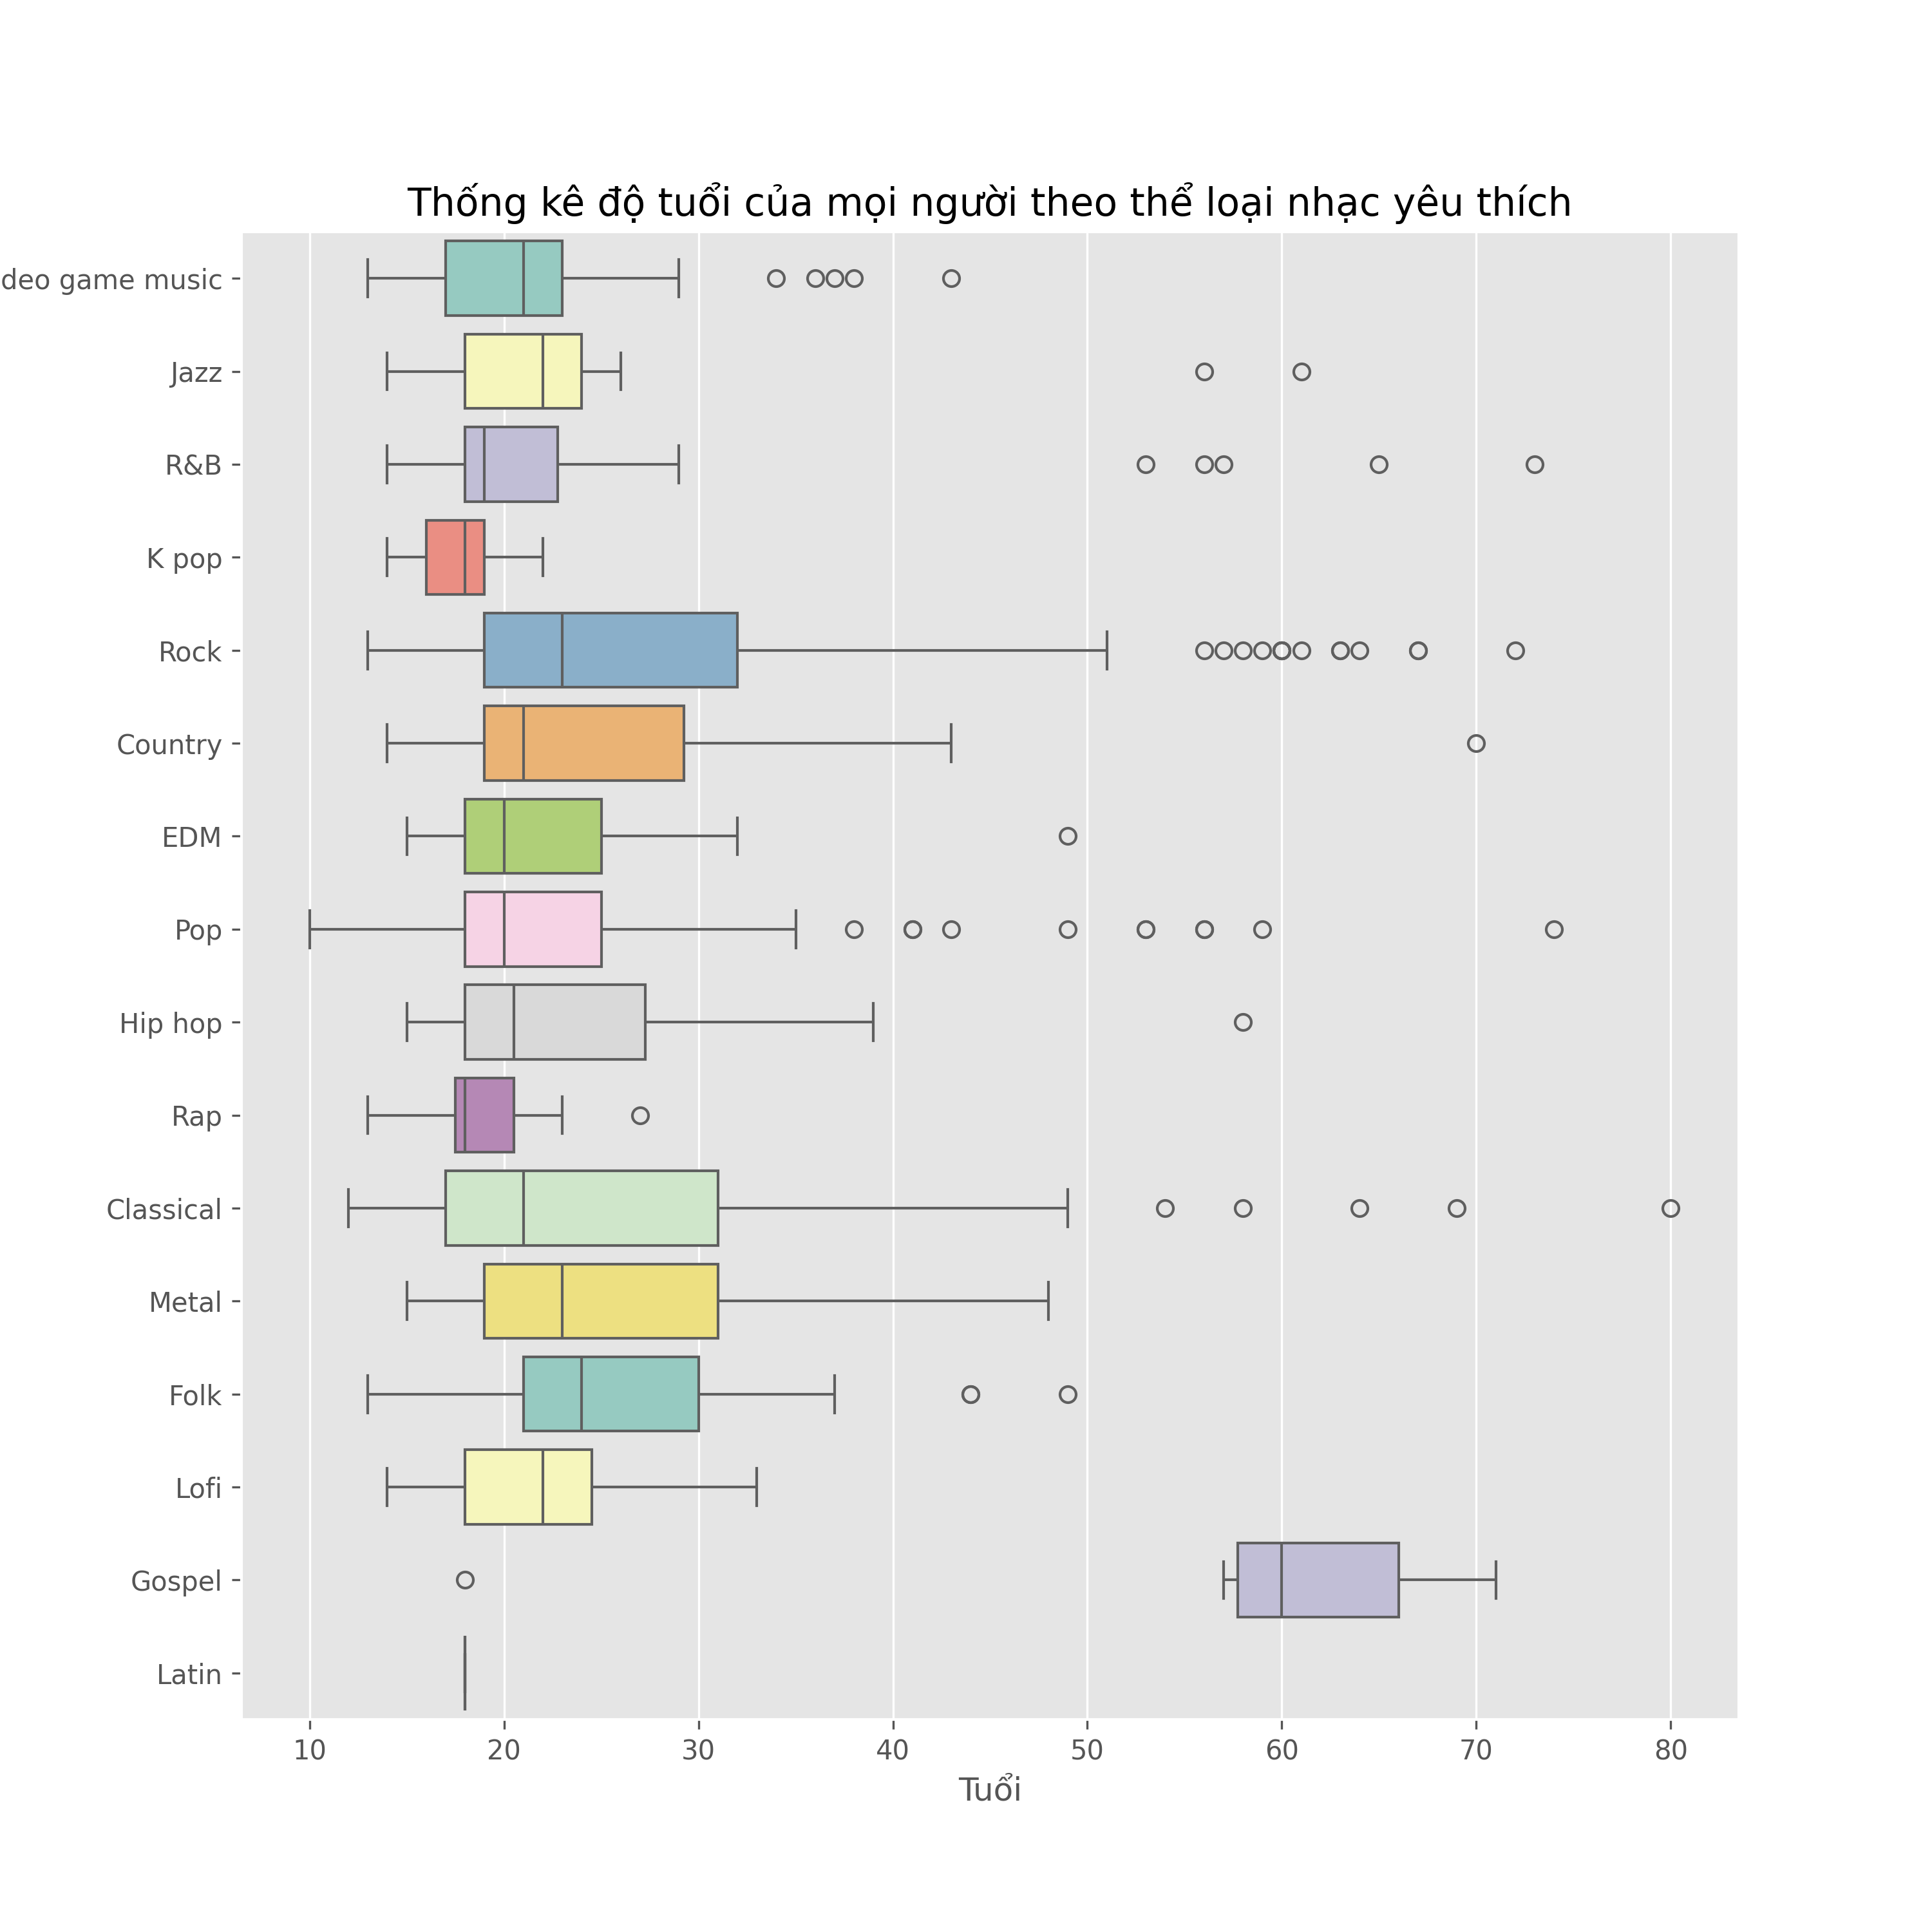 Thống kê độ tuổi của mọi người theo thể loại nhạc yêu thích
deo game music
Jazz
R&B
K pop
Rock
Country
EDM
Pop
Hip hop
Rap
Classical
Metal
Folk
Lofi
Gospel
Latin
10 20 30 40 50 60 70 80
Tuổi